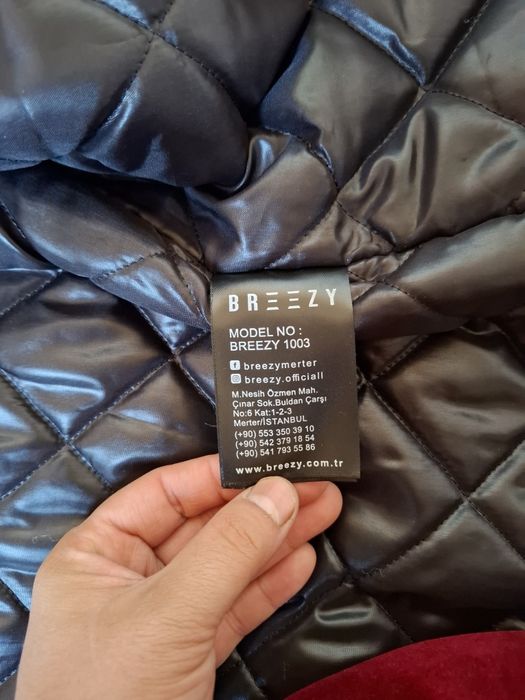 BREEZY
MODEL NO :
BREEZY 1003
breezymerter
breezy.officiall
M.Nesih Özmen Mah.
Çınar Sok.Buldan Çarşı
No:6 Kat:1-2-3
Merter/İSTANBUL
(+90) 553 350 39 10
(+90) 542 379 18 54
(+90) 541 793 55 86
www.breezy.com.tr